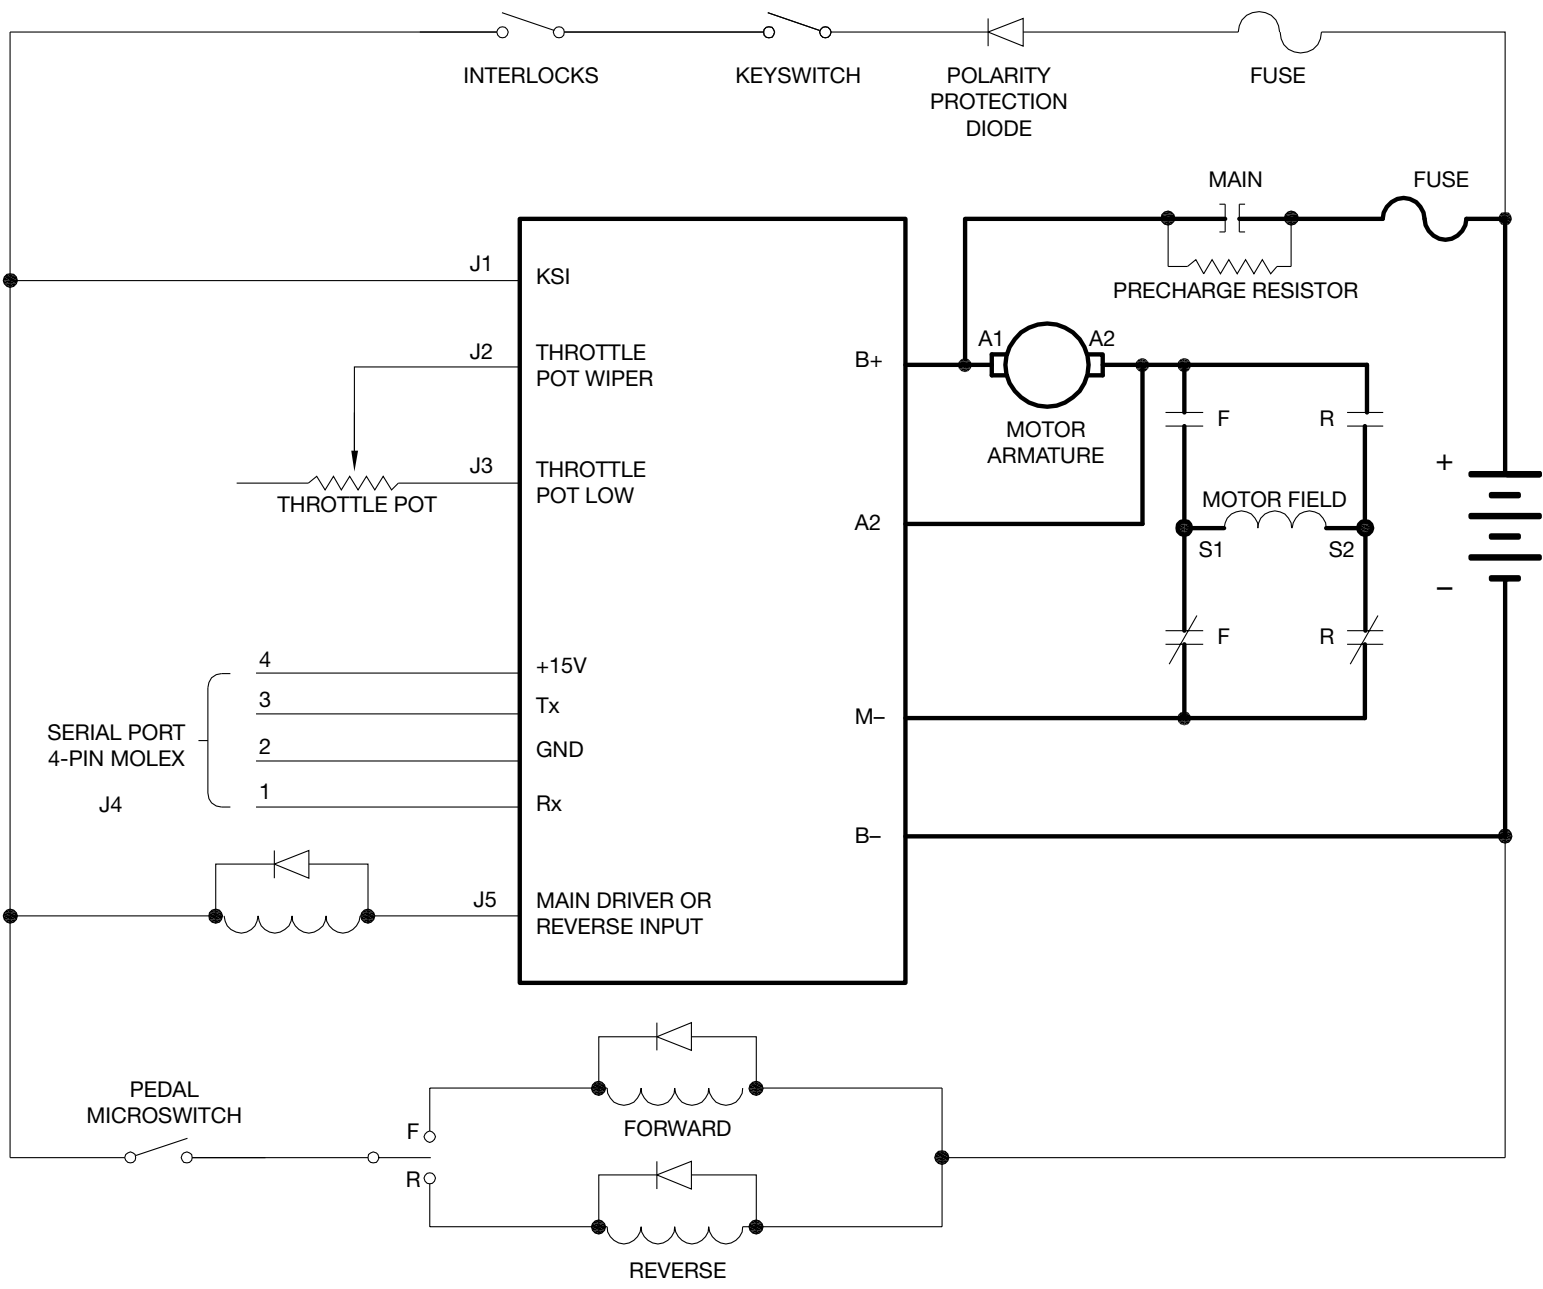 INTERLOCKS
KEYSWITCH
POLARITY
PROTECTION
DIODE
FUSE
MAIN
FUSE
PRECHARGE RESISTOR
J1
KSI
J2
THROTTLE
POT WIPER
J3
THROTTLE
POT LOW
THROTTLE POT
B+
A1
A2
MOTOR
ARMATURE
F
R
MOTOR FIELD
S1
S2
A2
+
–
F
R
M–
B–
SERIAL PORT
4-PIN MOLEX
J4
4
+15V
3
Tx
2
GND
1
Rx
J5
MAIN DRIVER OR
REVERSE INPUT
PEDAL
MICROSWITCH
F
R
FORWARD
REVERSE